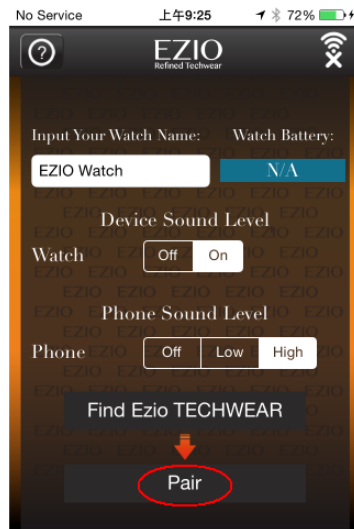 No Service 上午9:25 72%
? EZIO
Refined Techwear
Input Your Watch Name: Watch Battery:
EZIO Watch N/A
Device Sound Level
Watch Off On
Phone Sound Level
Phone Off Low High
Find Ezio TECHWEAR
Pair